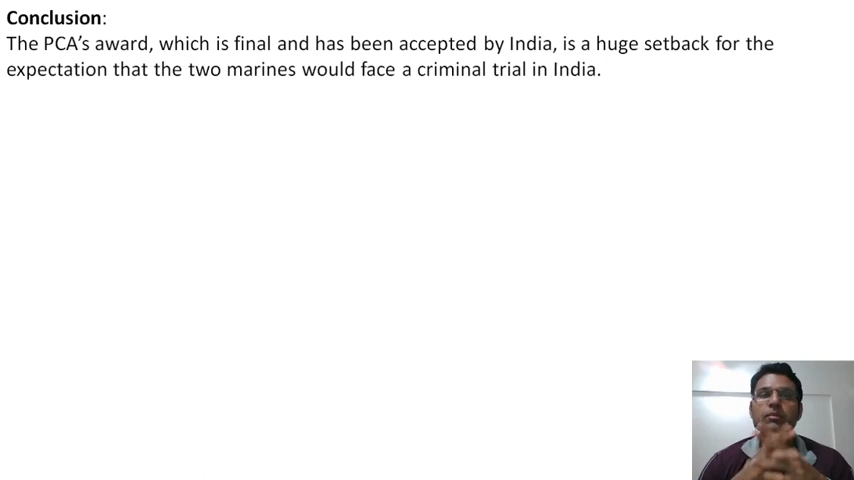 Conclusion:
The PCA’s award, which is final and has been accepted by India, is a huge setback for the
expectation that the two marines would face a criminal trial in India.